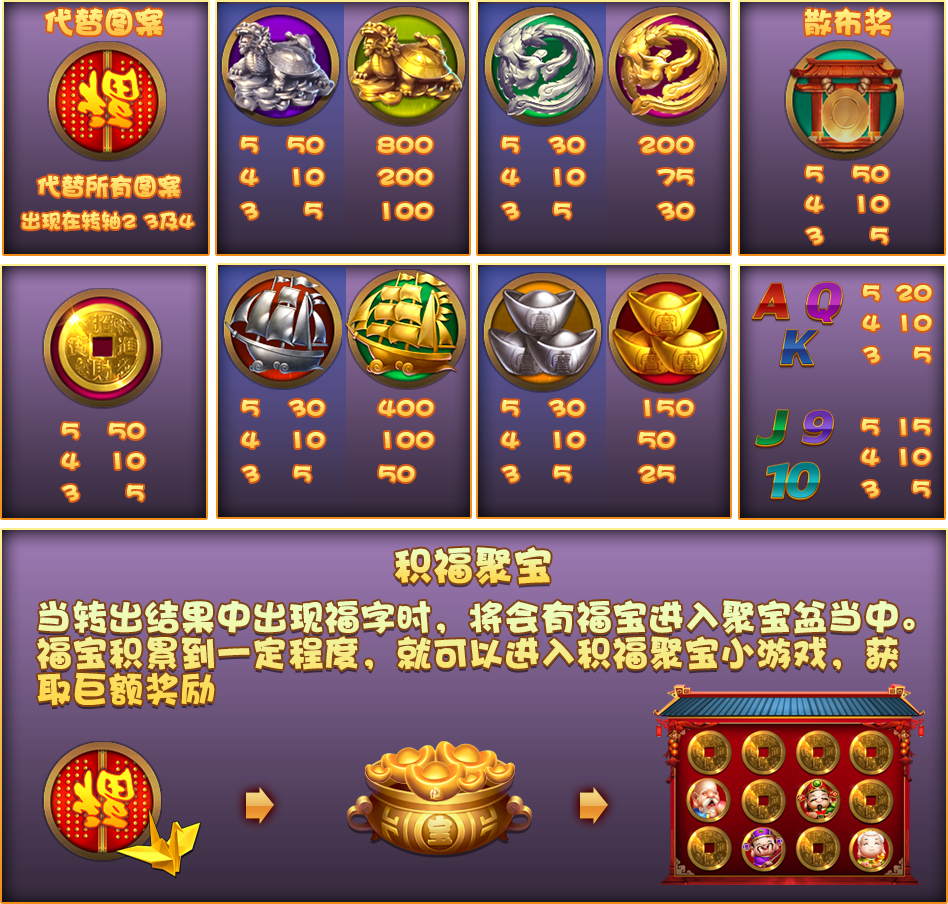 代替图案
福
代替所有图案
出现在转轴2 3及4
5 50 800
4 10 200
3 5 100
5 30 200
4 10 75
3 5 30
散布奖
5 50
4 10
3 5
招财进宝
5 50
4 10
3 5
5 30 400
4 10 100
3 5 50
5 30 150
4 10 50
3 5 25
A Q 5 20
K 4 10
3 5
J 9 5 15
10 4 10
3 5
积福聚宝
当转出结果中出现福字时，将会有福宝进入聚宝盆当中。
福宝积累到一定程度，就可以进入积福聚宝小游戏，获
取巨额奖励
福